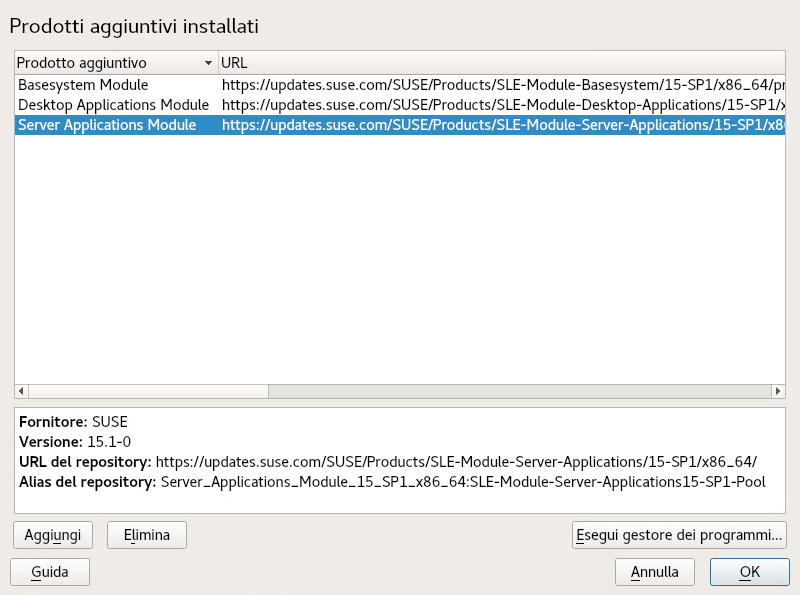 Prodotti aggiuntivi installati
Prodotto aggiuntivo URL
Basesystem Module https://updates.suse.com/SUSE/Products/SLE-Module-Basesystem/15-SP1/x86_64/pr
Desktop Applications Module https://updates.suse.com/SUSE/Products/SLE-Module-Desktop-Applications/15-SP1/x
Server Applications Module https://updates.suse.com/SUSE/Products/SLE-Module-Server-Applications/15-SP1/x86
Fornitore: SUSE
Versione: 15.1-0
URL del repository: https://updates.suse.com/SUSE/Products/SLE-Module-Server-Applications/15-SP1/x86_64/
Alias del repository: Server_Applications_Module_15_SP1_x86_64:SLE-Module-Server-Applications15-SP1-Pool
Aggiungi Elimina Esegui gestore dei programmi...
Guida Annulla OK